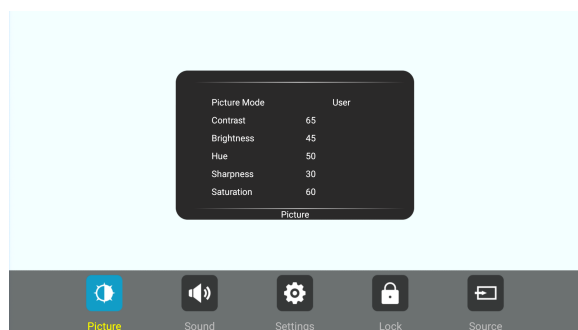 Picture Mode User
Contrast 65
Brightness 45
Hue 50
Sharpness 30
Saturation 60
Picture
Picture Sound Settings Lock Source